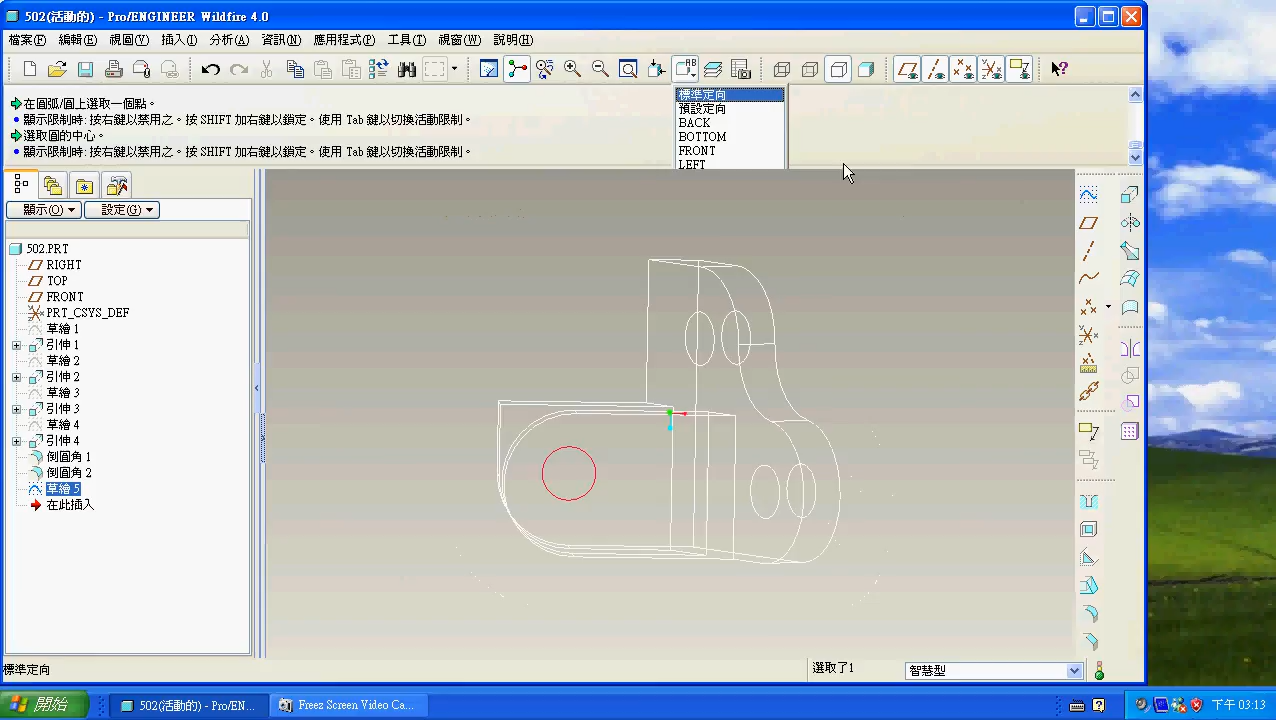 502(活動的) - Pro/ENGINEER Wildfire 4.0
檔案(F) 編輯(E) 視圖(V) 插入(I) 分析(A) 資訊(N) 應用程式(P) 工具(T) 視窗(W) 說明(H)
在圓弧/圓上選取一個點。
顯示限制時: 按右鍵以禁用之。按 SHIFT 加右鍵以鎖定。使用 Tab 鍵以切換活動限制。
選取圓的中心。
顯示限制時: 按右鍵以禁用之。按 SHIFT 加右鍵以鎖定。使用 Tab 鍵以切換活動限制。
標準定向
預設定向
BACK
BOTTOM
FRONT
LEFT
顯示(O) 設定(G)
502.PRT
RIGHT
TOP
FRONT
PRT_CSYS_DEF
草繪 1
引伸 1
草繪 2
引伸 2
草繪 3
引伸 3
草繪 4
引伸 4
倒圓角 1
倒圓角 2
草繪 5
在此插入
標準定向
選取了1
智慧型
開始
502(活動的) - Pro/EN...
Freez Screen Video Ca...
下午 03:13